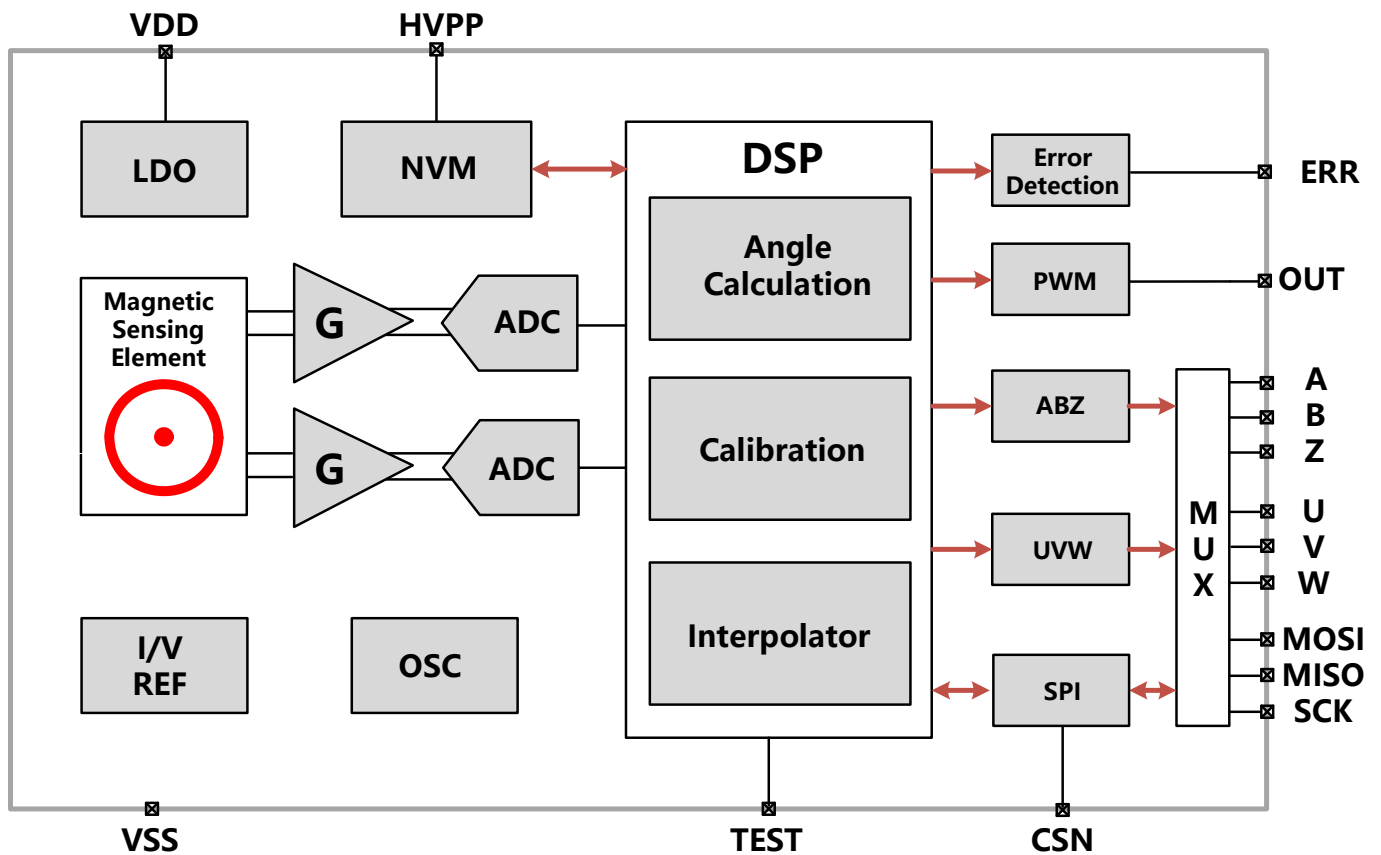 VDD
HVPP
LDO
NVM
DSP
Error
Detection
ERR
Angle
Calculation
PWM
OUT
Magnetic
Sensing
Element
G
ADC
ABZ
A
B
Z
Calibration
G
ADC
M
U
X
U
V
W
UVW
I/V
REF
OSC
Interpolator
SPI
MOSI
MISO
SCK
VSS
TEST
CSN